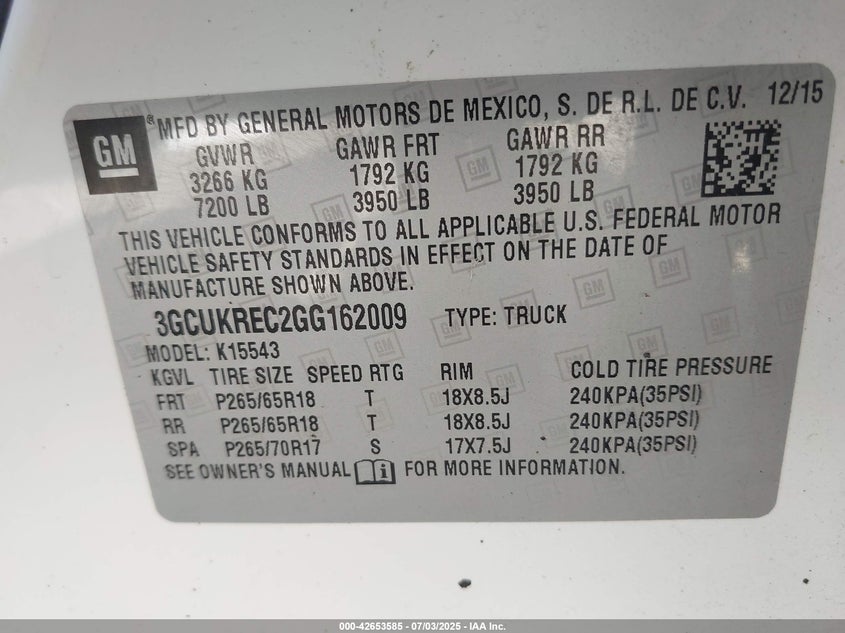 GM
®MFD BY GENERAL MOTORS DE MEXICO, S. DE R.L. DE C.V. 12/15
GVWR GAWR FRT GAWR RR
3266 KG 1792 KG 1792 KG
7200 LB 3950 LB 3950 LB
THIS VEHICLE CONFORMS TO ALL APPLICABLE U.S. FEDERAL MOTOR
VEHICLE SAFETY STANDARDS IN EFFECT ON THE DATE OF
MANUFACTURE SHOWN ABOVE.
3GCUKREC2GG162009 TYPE: TRUCK
MODEL: K15543
KGVL TIRE SIZE SPEED RTG RIM COLD TIRE PRESSURE
FRT P265/65R18 T 18X8.5J 240KPA(35PSI)
RR P265/65R18 T 18X8.5J 240KPA(35PSI)
SPA P265/70R17 S 17X7.5J 240KPA(35PSI)
SEE OWNER'S MANUAL i FOR MORE INFORMATION.
000-42653585 - 07/03/2025 - IAA Inc.